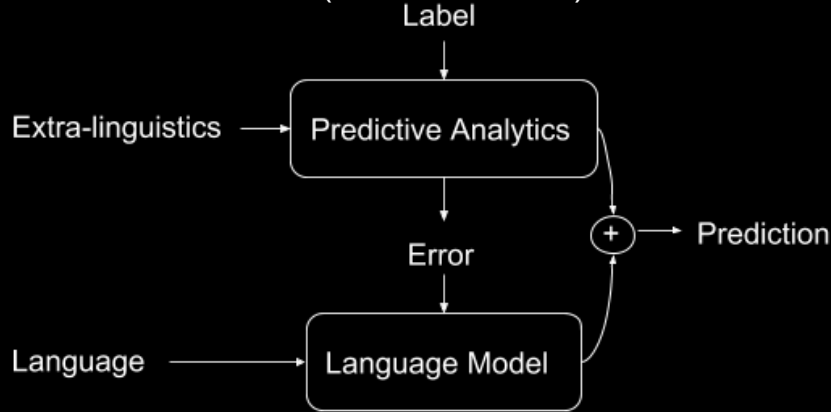 Label
Extra-linguistics
Predictive Analytics
+
Prediction
Error
Language
Language Model